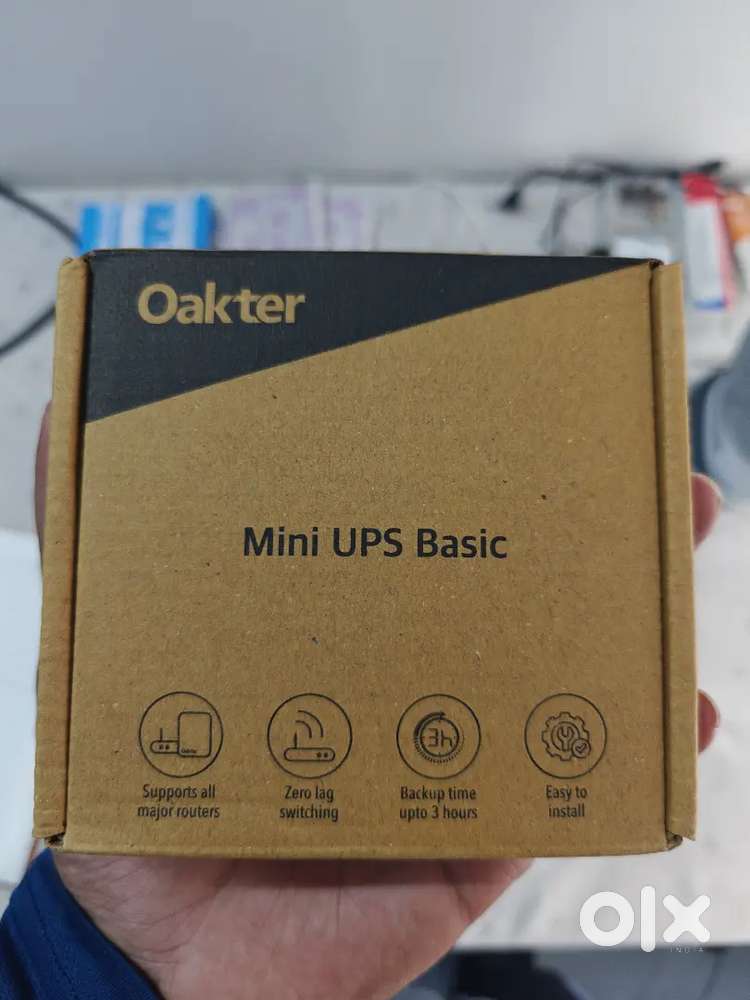 Oakter
Mini UPS Basic
3h
Supports all
major routers
Zero lag
switching
Backup time
upto 3 hours
Easy to
install
olx
INDIA